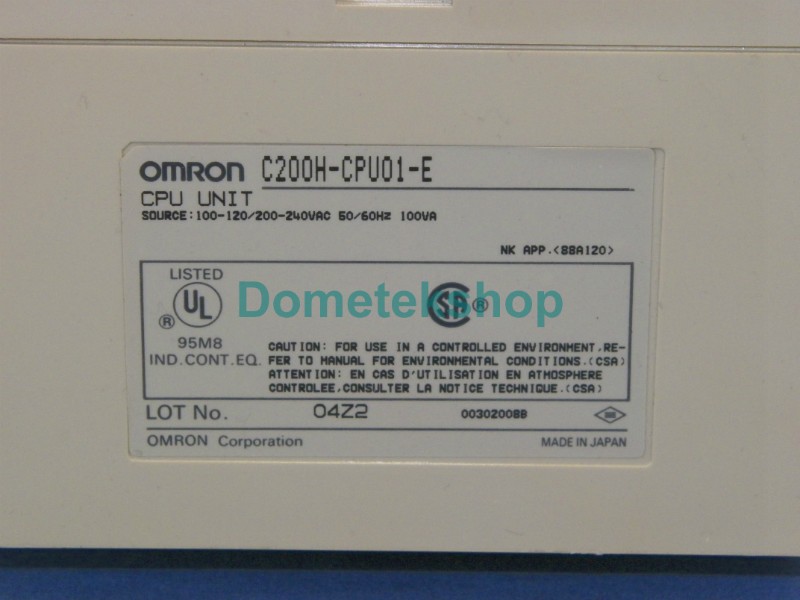 OMRON C200H-CPU01-E
CPU UNIT
SOURCE:100-120/200-240VAC 50/60Hz 100VA
NK APP.<88A120>
LISTED
UL
®
95M8
IND.CONT.EQ.
Dometekshop
SA ®
CAUTION: FOR USE IN A CONTROLLED ENVIRONMENT.RE-
FER TO MANUAL FOR ENVIRONMENTAL CONDITIONS.(CSA)
ATTENTION: EN CAS D'UTILISATION EN ATMOSPHERE
CONTROLEE,CONSULTER LA NOTICE TECHNIQUE.(CSA)
LOT No. 04Z2 00302008B
OMRON Corporation MADE IN JAPAN